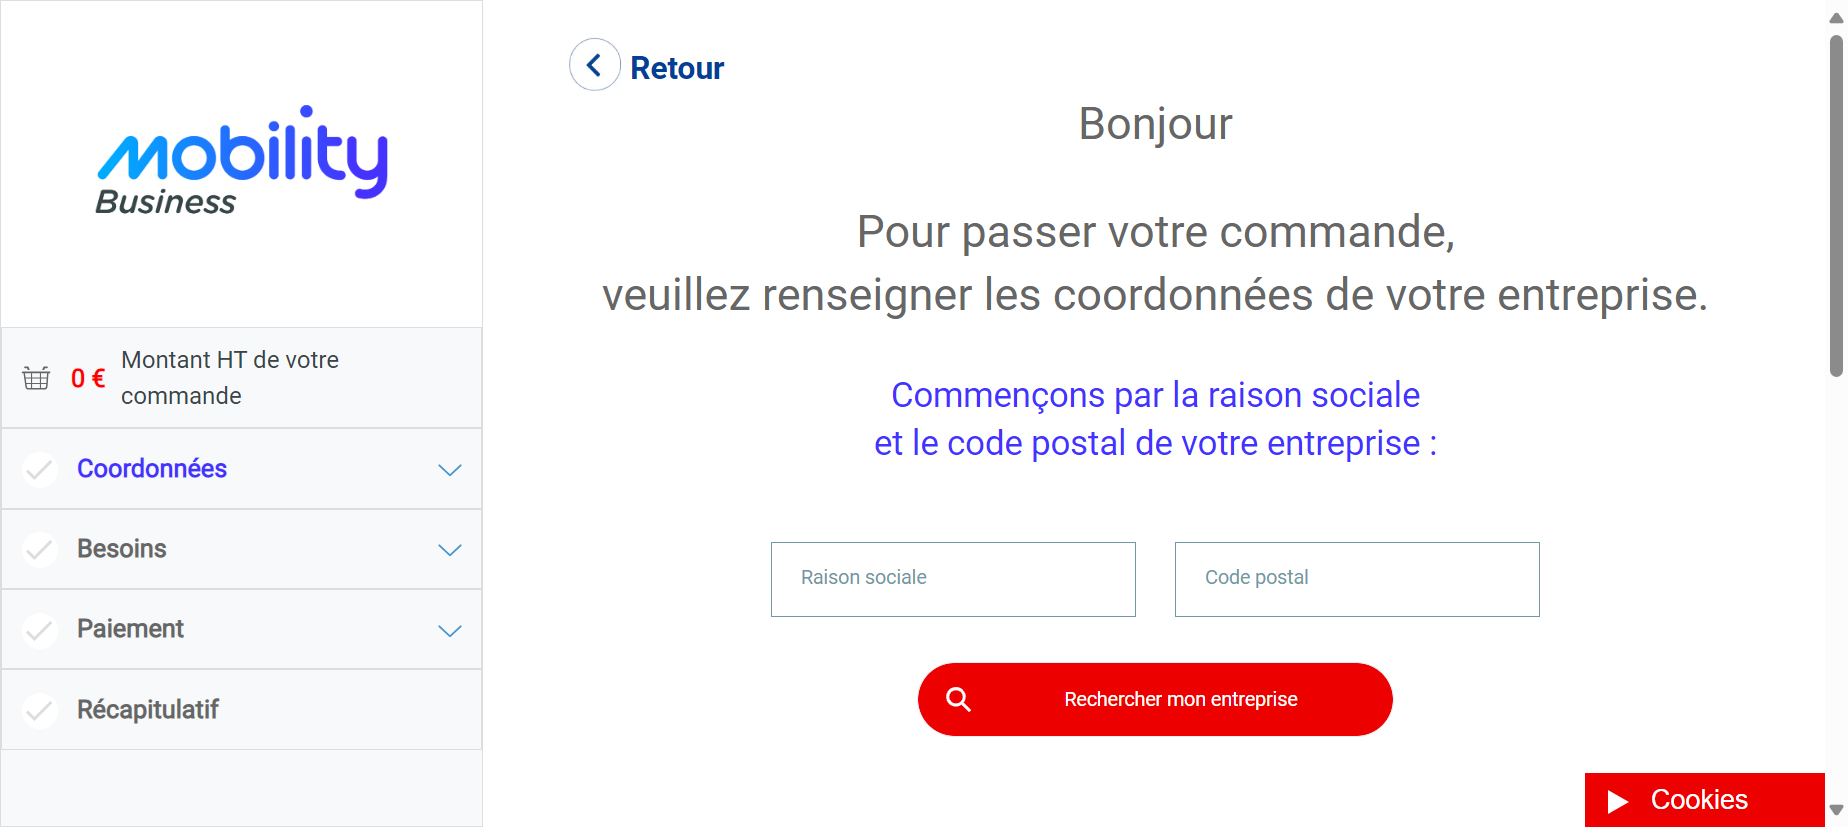 mobility
Business
0 €
Montant HT de votre
commande
Coordonnées
Besoins
Paiement
Récapitulatif
Retour
Bonjour
Pour passer votre commande,
veuillez renseigner les coordonnées de votre entreprise.
Commençons par la raison sociale
et le code postal de votre entreprise :
Raison sociale
Code postal
Rechercher mon entreprise
Cookies